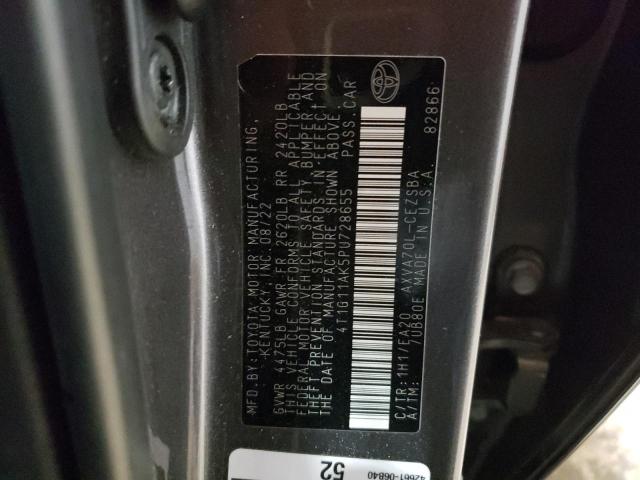 MFD. BY:TOYOTA MOTOR MANUFACTURING,
-KENTUCKY, INC. 08/22
GVWR 4475LB GAWR FR 2620LB RR 2420LB
THIS VEHICLE CONFORMS TO ALL APPLICABLE
FEDERAL MOTOR VEHICLE SAFETY, BUMPER AND
THEFT PREVENTION STANDARDS IN EFFECT ON
THE DATE OF MANUFACTURE SHOWN ABOVE.
4T1G11AK5PU728655 PASS. CAR
C/TR: 1H1/EA20 AXVA70L-CEZSBA
A/TM: 70B80E MADE IN U.S.A. 82866
52
42661-06840